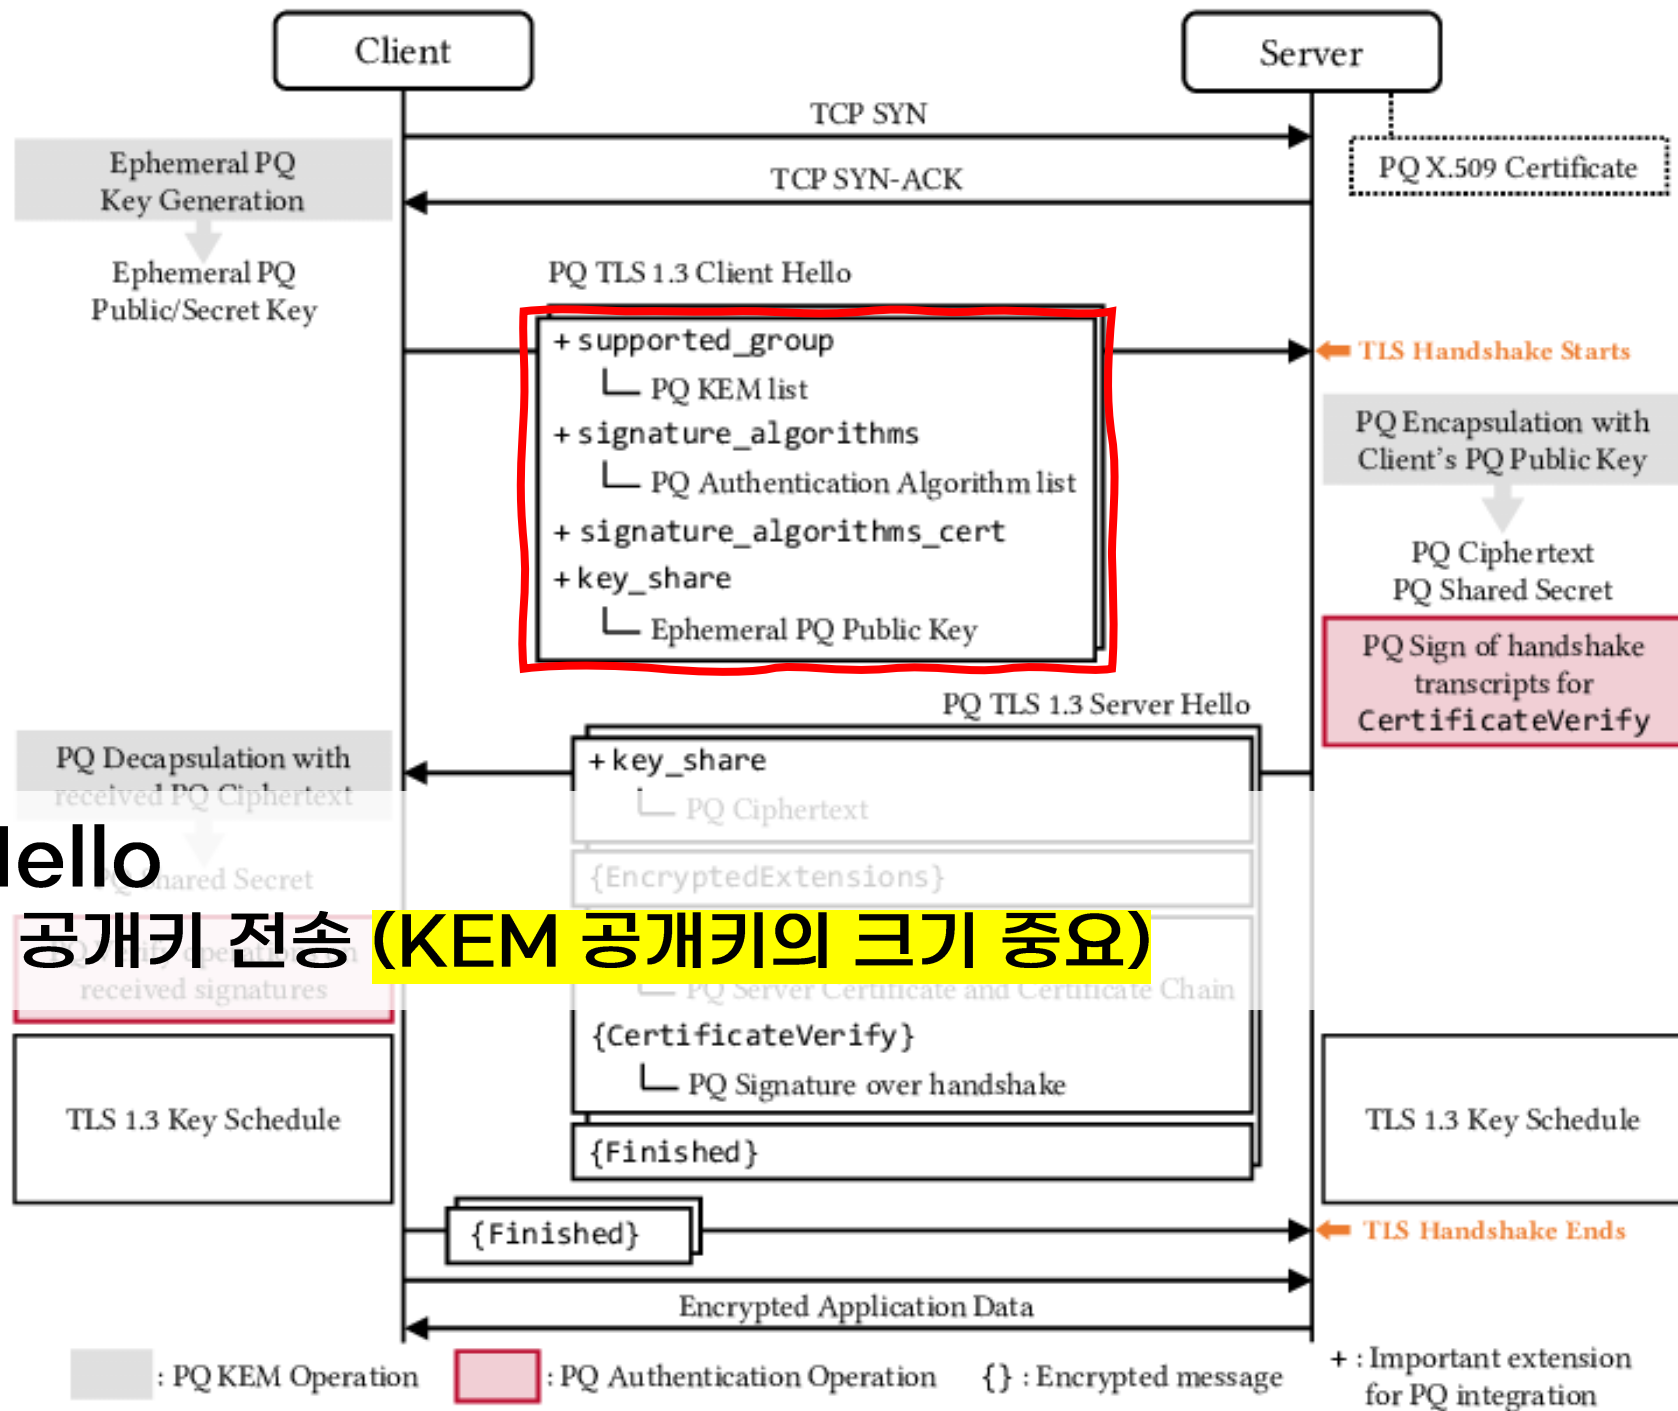 Client
Server
TCP SYN
PQ X.509 Certificate
Ephemeral PQ
Key Generation
TCP SYN-ACK
Ephemeral PQ
Public/Secret Key
PQ TLS 1.3 Client Hello
+ supported_group
PQ KEM list
+ signature_algorithms
PQ Authentication Algorithm list
+ signature_algorithms_cert
+ key_share
Ephemeral PQ Public Key
TLS Handshake Starts
PQ Encapsulation with
Client's PQ Public Key
PQ Ciphertext
PQ Shared Secret
PQ Sign of handshake
transcripts for
CertificateVerify
PQ TLS 1.3 Server Hello
PQ Decapsulation with
received PQ Ciphertext
+ key_share
PQ Ciphertext
ello
PQ Shared Secret
{EncryptedExtensions}
공개키 전송 (KEM 공개키의 크기 중요)
received signatures
PQ Server Certificate and Certificate Chain
{CertificateVerify}
PQ Signature over handshake
TLS 1.3 Key Schedule
TLS 1.3 Key Schedule
{Finished}
{Finished}
TLS Handshake Ends
Encrypted Application Data
: PQ KEM Operation
: PQ Authentication Operation
{} : Encrypted message
+ : Important extension
for PQ integration